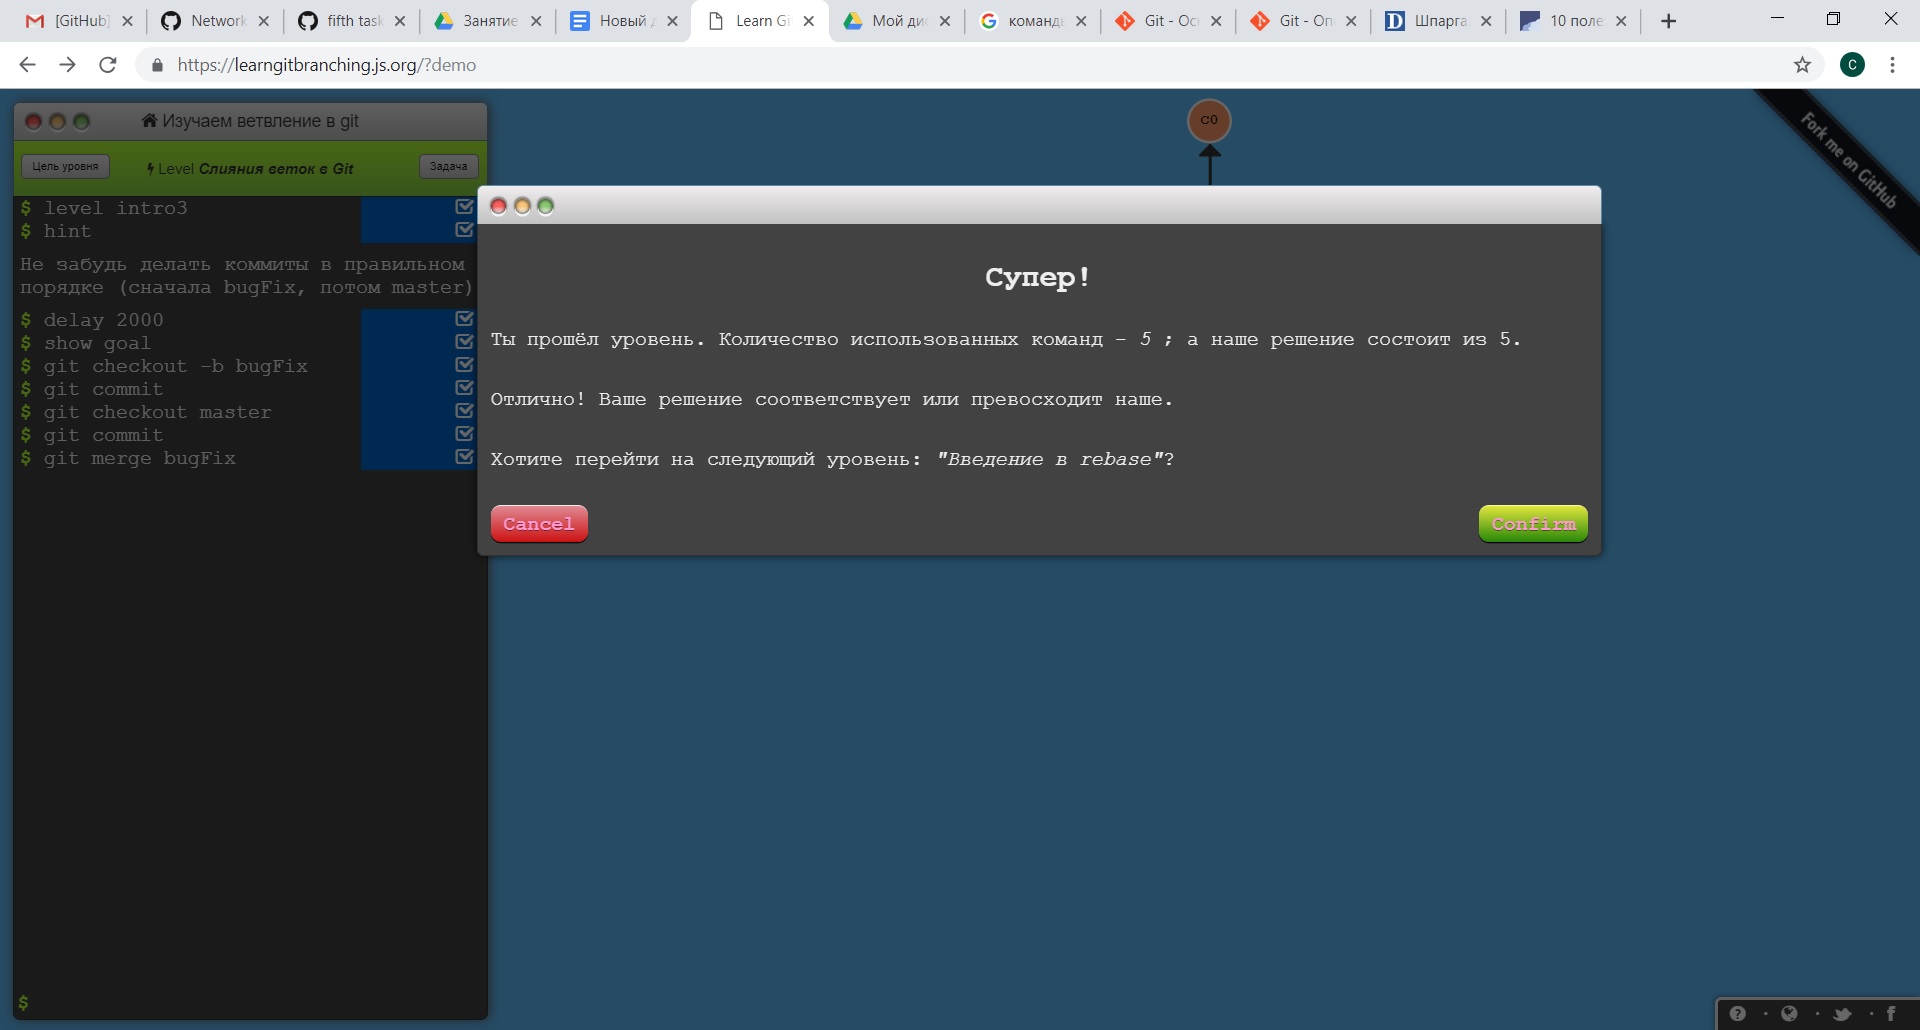 [GitHub]
Network
fifth task
Занятие
Новый д
Learn Gi
Мой дис
команды
Git - Ос
Git - Оп
Шпарга
10 поле
https://learngitbranching.js.org/?demo
C
Изучаем ветвление в git
Цель уровня
Level Слияния веток в Git
Задача
$ level intro3
$ hint
Не забудь делать коммиты в правильном
порядке (сначала bugFix, потом master)
$ delay 2000
$ show goal
$ git checkout -b bugFix
$ git commit
$ git checkout master
$ git commit
$ git merge bugFix
$
C0
Fork me on GitHub
Супер!
Ты прошёл уровень. Количество использованных команд – 5 ; а наше решение состоит из 5.
Отлично! Ваше решение соответствует или превосходит наше.
Хотите перейти на следующий уровень: "Введение в rebase"?
Cancel
Confirm